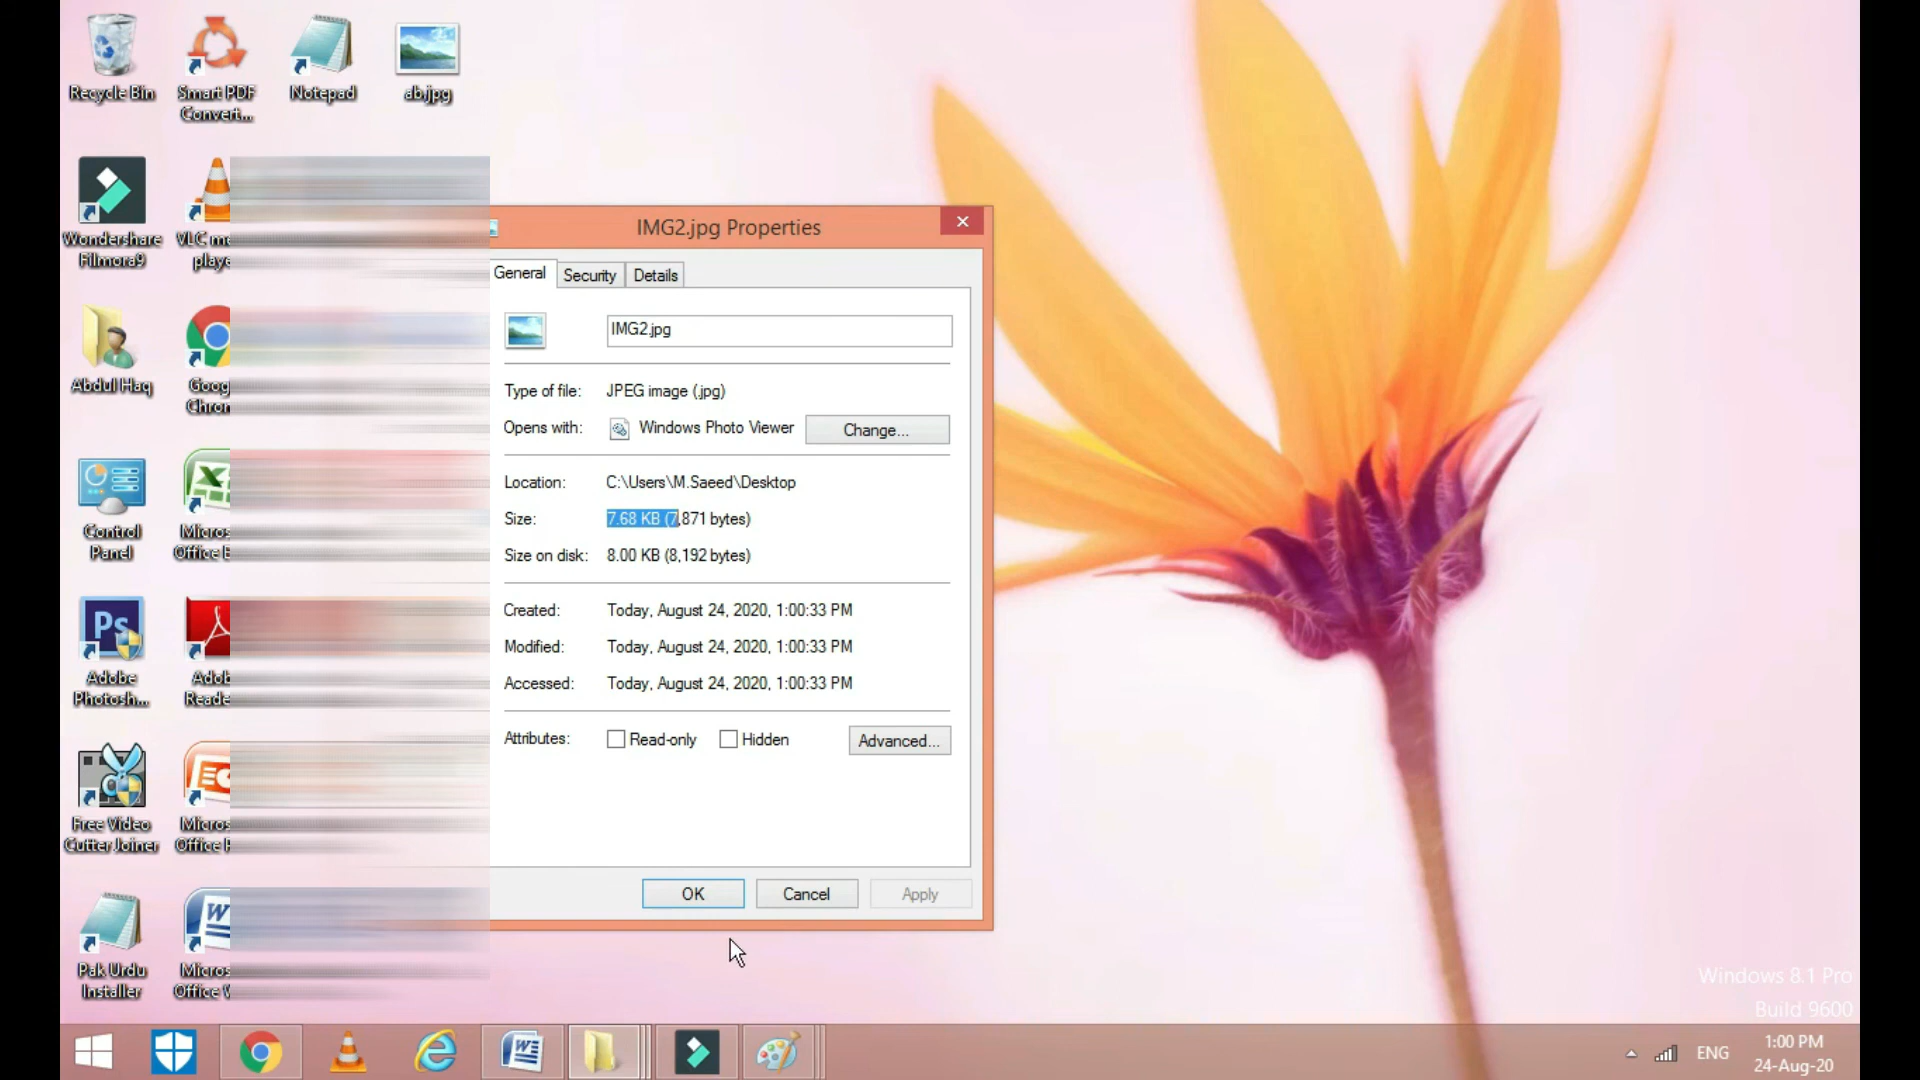 Recycle Bin
Smart PDF
Convert...
Notepad
ab.jpg
Wondershare
Filmora9
VLC me
playe
Abdul Haq
Goog
Chron
Control
Panel
Micros
Office E
Adobe
Photosh...
Adob
Reade
Free Video
Cutter Joiner
Micros
Office P
Pak Urdu
Installer
Micros
Office W
IMG2.jpg Properties
General
Security
Details
IMG2.jpg
Type of file: JPEG image (.jpg)
Opens with: Windows Photo Viewer Change...
Location: C:\Users\M.Saeed\Desktop
Size: 7.68 KB (7,871 bytes)
Size on disk: 8.00 KB (8,192 bytes)
Created: Today, August 24, 2020, 1:00:33 PM
Modified: Today, August 24, 2020, 1:00:33 PM
Accessed: Today, August 24, 2020, 1:00:33 PM
Attributes: Read-only Hidden Advanced...
OK Cancel Apply
Windows 8.1 Pro
Build 9600
ENG
1:00 PM
24-Aug-20